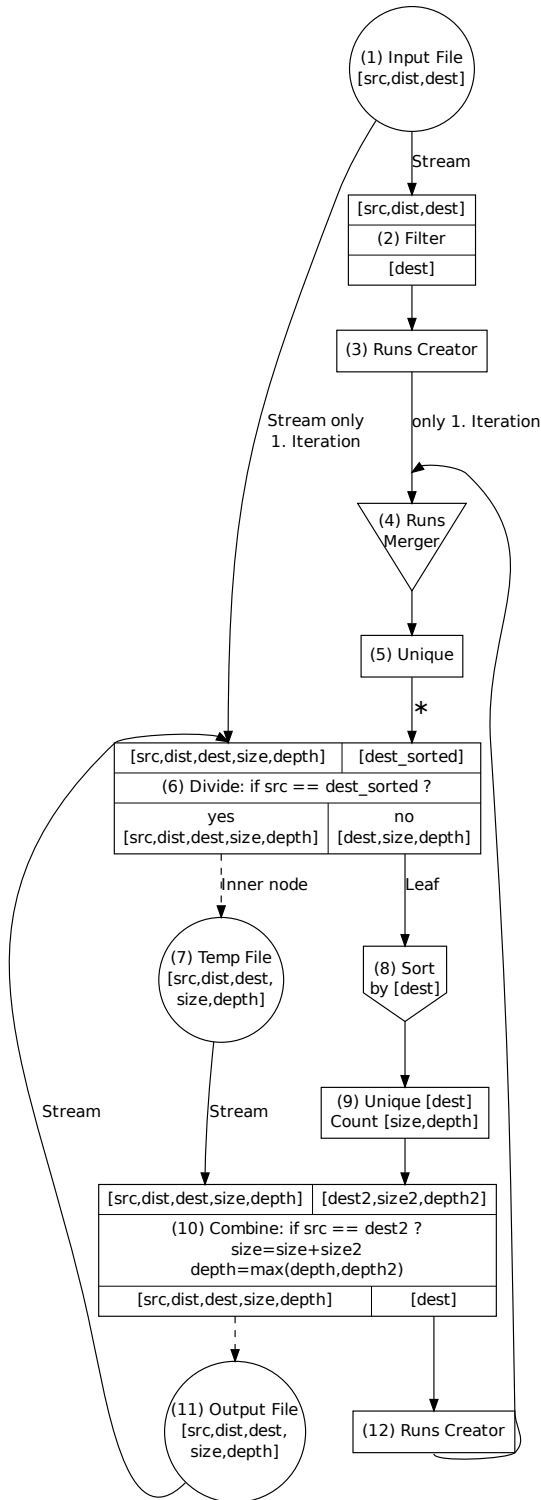 (1) Input File
[src,dist,dest]
Stream
[src,dist,dest]
(2) Filter
[dest]
(3) Runs Creator
Stream only
1. Iteration
only 1. Iteration
(4) Runs
Merger
(5) Unique
*
[src,dist,dest,size,depth]
[dest_sorted]
(6) Divide: if src == dest_sorted ?
yes
[src,dist,dest,size,depth]
no
[dest,size,depth]
Inner node
Leaf
(7) Temp File
[src,dist,dest,
size,depth]
(8) Sort
by [dest]
(9) Unique [dest]
Count [size,depth]
Stream
Stream
[src,dist,dest,size,depth]
[dest2,size2,depth2]
(10) Combine: if src == dest2 ?
size=size+size2
depth=max(depth,depth2)
[src,dist,dest,size,depth]
[dest]
(11) Output File
[src,dist,dest,
size,depth]
(12) Runs Creator